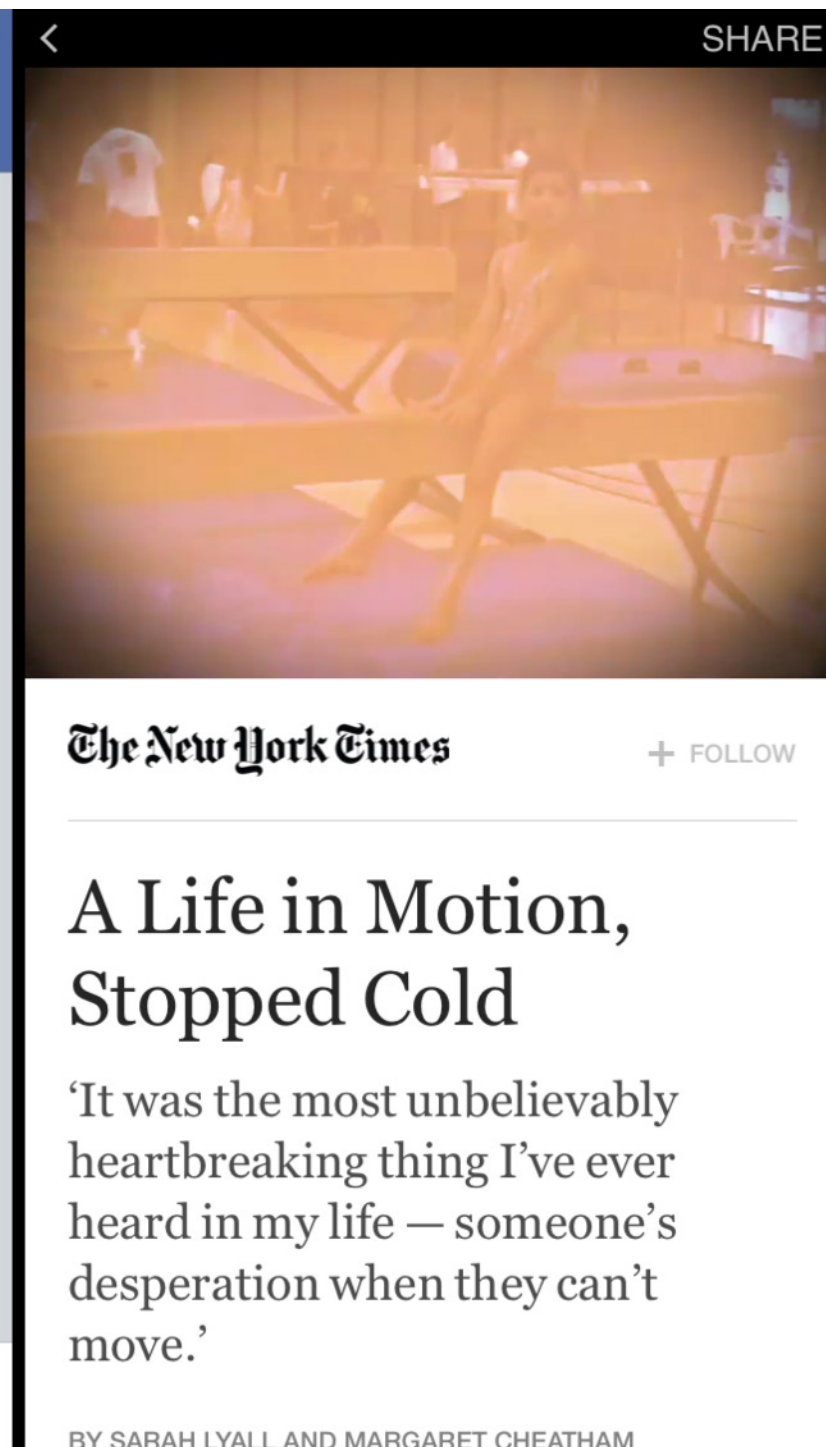 SHARE
The New York Times
+ FOLLOW
A Life in Motion,
Stopped Cold
‘It was the most unbelievably
heartbreaking thing I’ve ever
heard in my life — someone’s
desperation when they can’t
move.’
BY SARAH LYALL AND MARGARET CHEATHAM